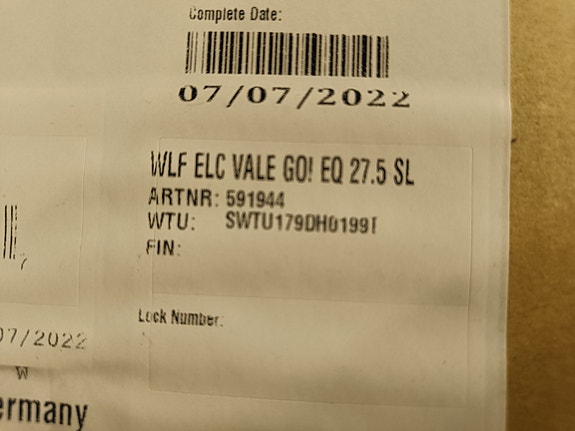 Complete Date:
07/07/2022
WLF ELC VALE GO! EQ 27.5 SL
ARTNR: 591944
WTU:
FIN:
Lock Number:
07/2022
W
ermany